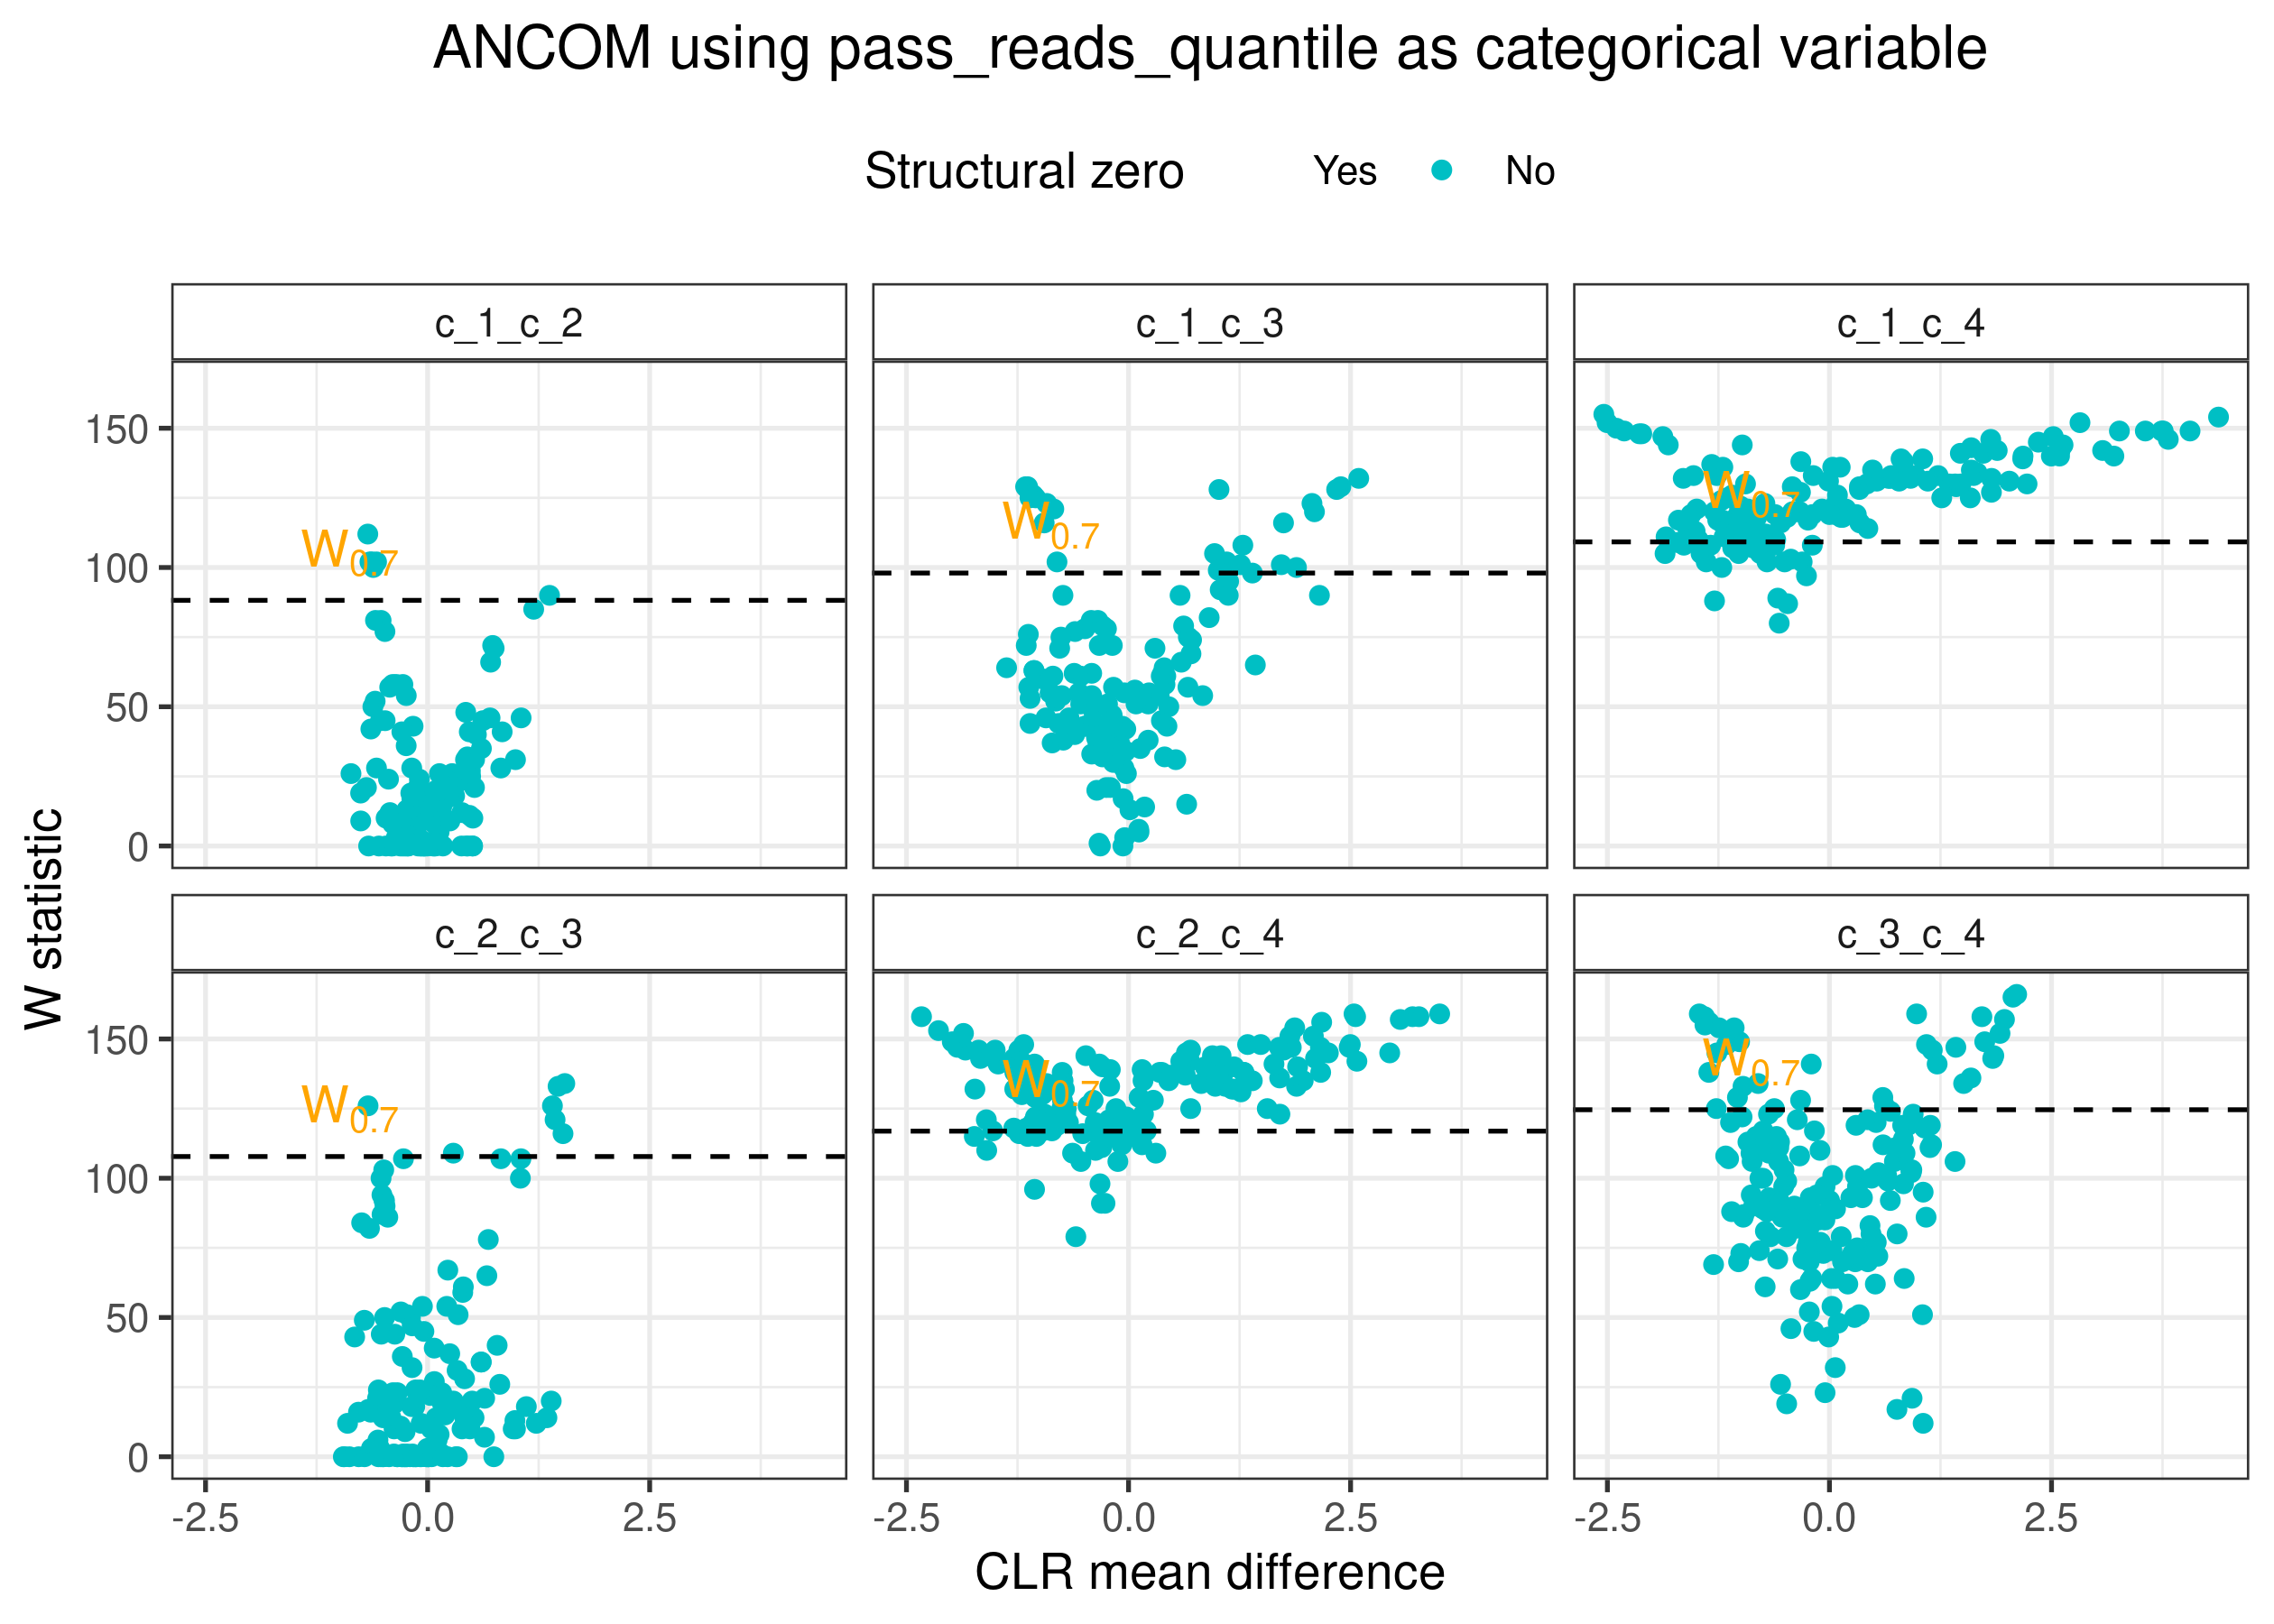 ANCOM using pass_reads_quantile as categorical variable
Structural zero Yes No
c_1_c_2 c_1_c_3 c_1_c_4
150
100
50
0
W0.7 W0.7 W0.7
c_2_c_3 c_2_c_4 c_3_c_4
150
100
50
0
W0.7 W0.7 W0.7
-2.5 0.0 2.5 -2.5 0.0 2.5 -2.5 0.0 2.5
CLR mean difference
W statistic